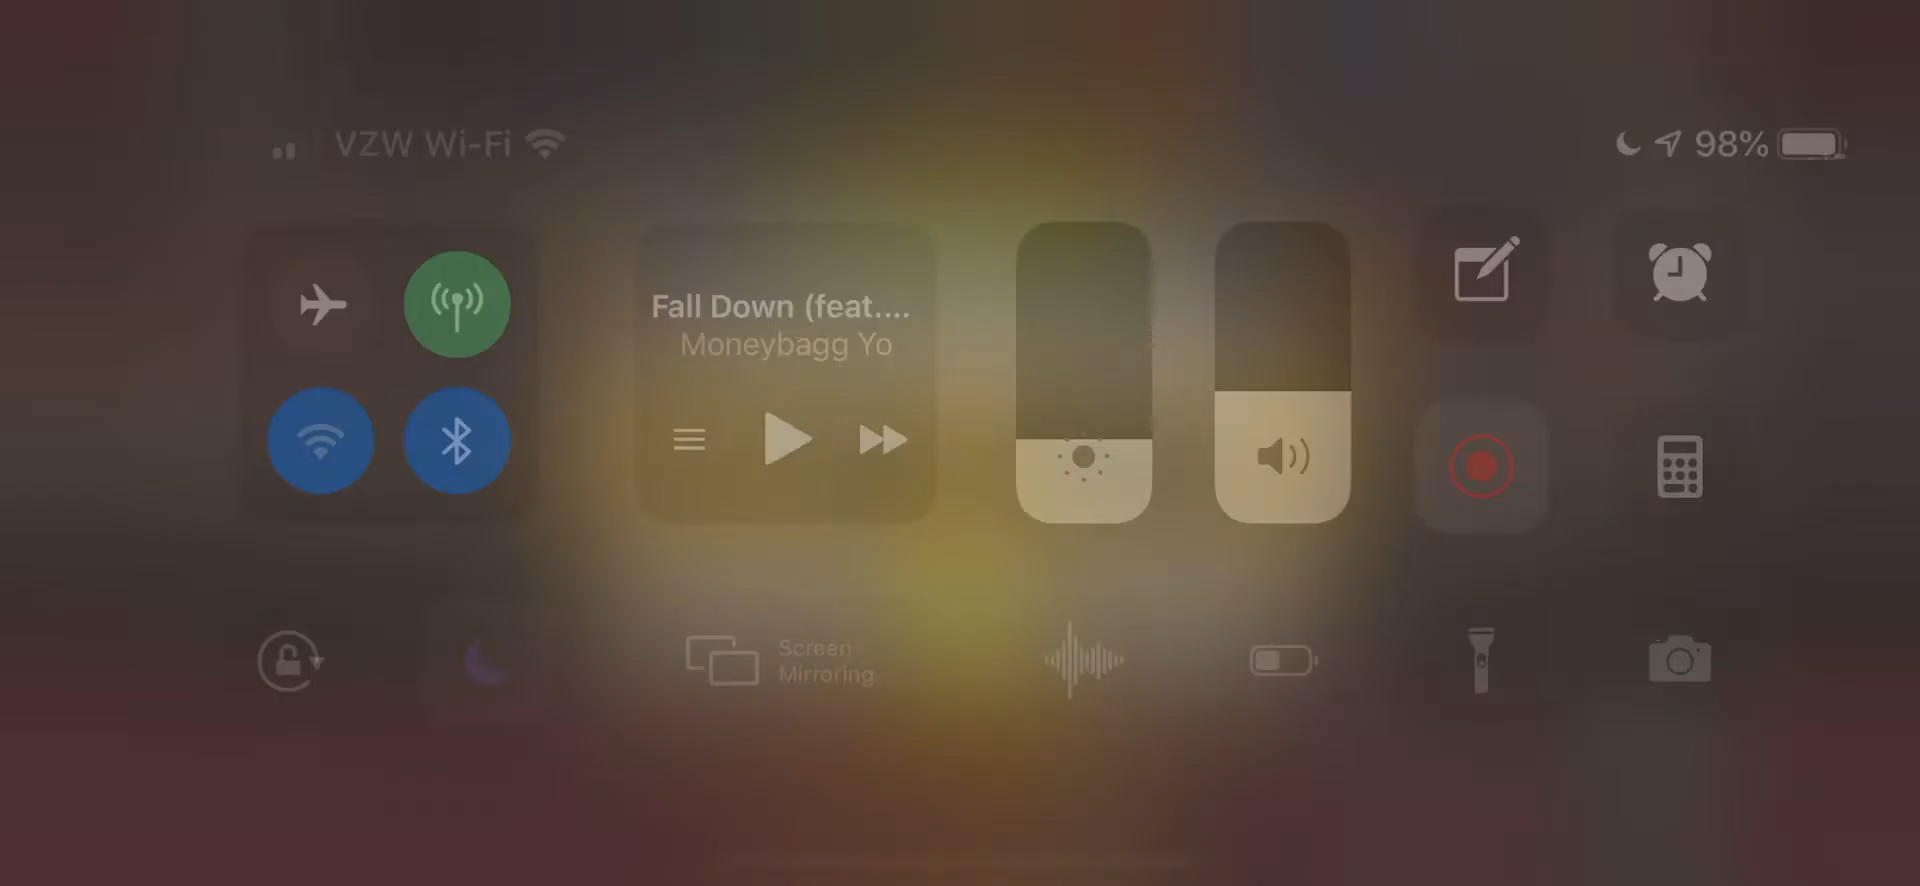 VZW Wi-Fi
98%
Fall Down (feat....
Moneybagg Yo
Screen
Mirroring